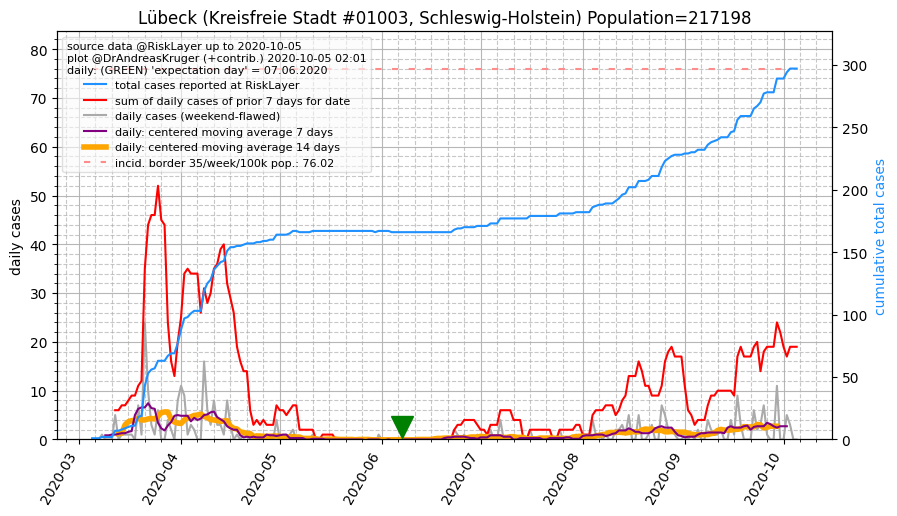 Lübeck (Kreisfreie Stadt #01003, Schleswig-Holstein) Population=217198
source data @RiskLayer up to 2020-10-05
plot @DrAndreasKruger (+contrib.) 2020-10-05 02:01
daily: (GREEN) 'expectation day' = 07.06.2020
total cases reported at RiskLayer
sum of daily cases of prior 7 days for date
daily cases (weekend-flawed)
daily: centered moving average 7 days
daily: centered moving average 14 days
incid. border 35/week/100k pop.: 76.02
daily cases
80
70
60
50
40
30
20
10
0
cumulative total cases
300
250
200
150
100
50
0
2020-03
2020-04
2020-05
2020-06
2020-07
2020-08
2020-09
2020-10